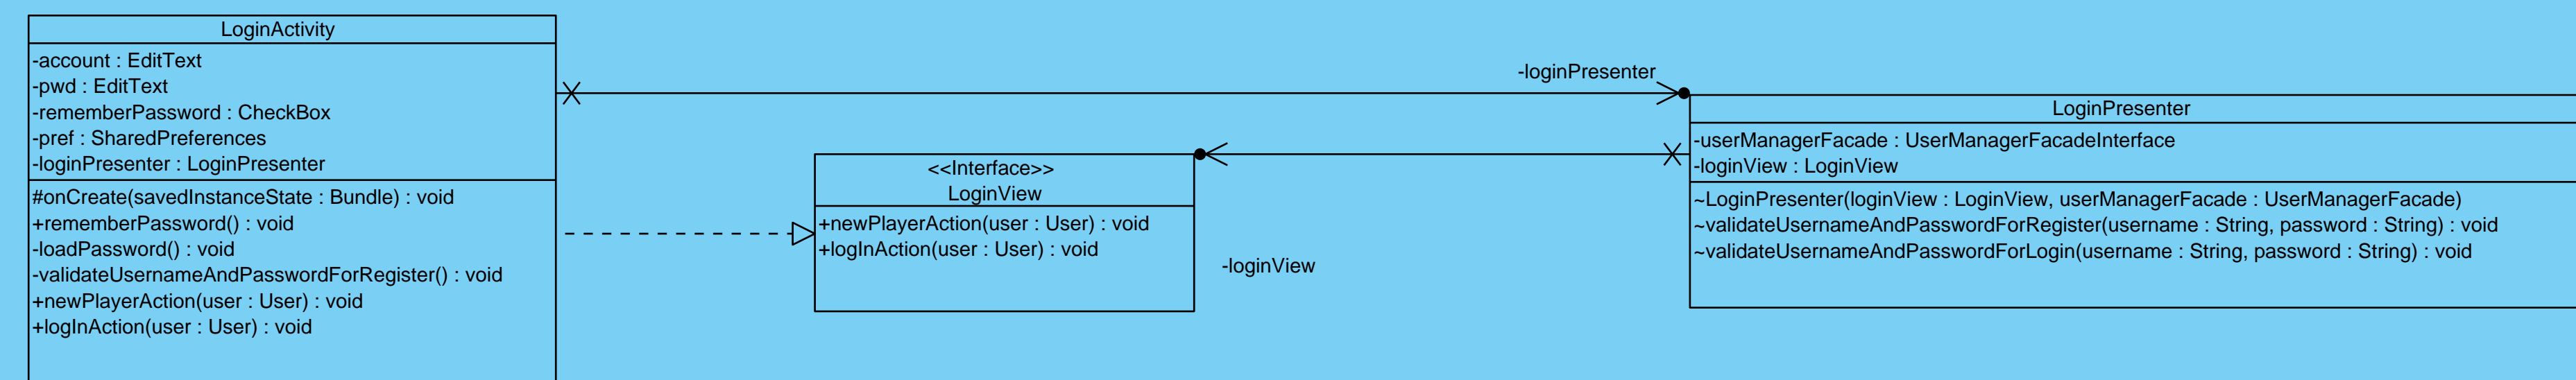 LoginActivity
-account : EditText
-pwd : EditText
-rememberPassword : CheckBox
-pref : SharedPreferences
-loginPresenter : LoginPresenter
#onCreate(savedInstanceState : Bundle) : void
+rememberPassword() : void
-loadPassword() : void
-validateUsernameAndPasswordForRegister() : void
+newPlayerAction(user : User) : void
+logInAction(user : User) : void
<<Interface>>
LoginView
+newPlayerAction(user : User) : void
+logInAction(user : User) : void
-loginView
-loginPresenter
LoginPresenter
-userManagerFacade : UserManagerFacadeInterface
-loginView : LoginView
~LoginPresenter(loginView : LoginView, userManagerFacade : UserManagerFacade)
~validateUsernameAndPasswordForRegister(username : String, password : String) : void
~validateUsernameAndPasswordForLogin(username : String, password : String) : void